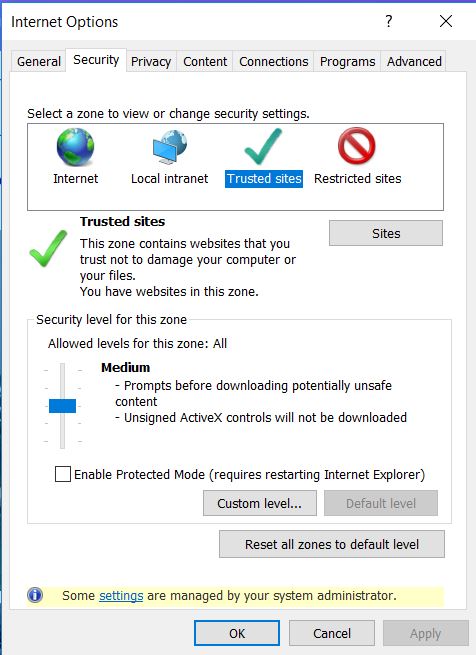 Internet Options
?
General Security Privacy Content Connections Programs Advanced
Select a zone to view or change security settings.
Internet Local intranet Trusted sites Restricted sites
Trusted sites
Sites
This zone contains websites that you
trust not to damage your computer or
your files.
You have websites in this zone.
Security level for this zone
Allowed levels for this zone: All
Medium
- Prompts before downloading potentially unsafe
content
- Unsigned ActiveX controls will not be downloaded
Enable Protected Mode (requires restarting Internet Explorer)
Custom level... Default level
Reset all zones to default level
Some settings are managed by your system administrator.
OK Cancel Apply